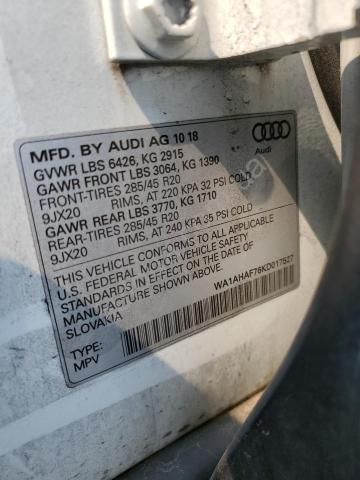 MFD. BY AUDI AG 10 18
GVWR LBS 6426, KG 2915
GAWR FRONT LBS 3064, KG 1390
FRONT-TIRES 285/45 R20
9JX20 RIMS, AT 220 KPA 32 PSI COLD
GAWR REAR LBS 3770, KG 1710
REAR-TIRES 285/45 R20
9JX20 RIMS, AT 240 KPA 35 PSI COLD
THIS VEHICLE CONFORMS TO ALL APPLICABLE
U.S. FEDERAL MOTOR VEHICLE SAFETY
STANDARDS IN EFFECT ON THE DATE OF
MANUFACTURE SHOWN ABOVE.
SLOVAKIA
WA1AHAF76KD017527
TYPE:
MPV